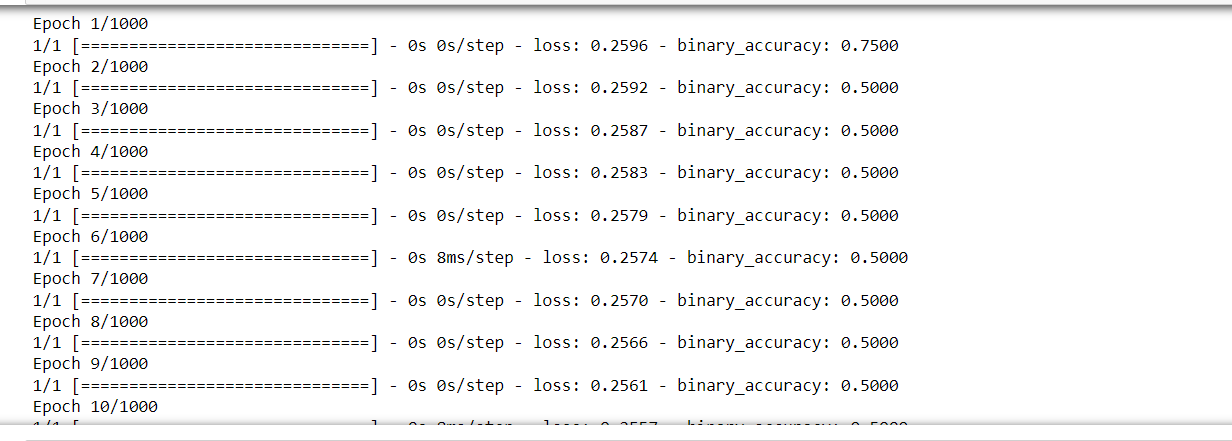 Epoch 1/1000
1/1 [==============================] - 0s 0s/step - loss: 0.2596 - binary_accuracy: 0.7500
Epoch 2/1000
1/1 [==============================] - 0s 0s/step - loss: 0.2592 - binary_accuracy: 0.5000
Epoch 3/1000
1/1 [==============================] - 0s 0s/step - loss: 0.2587 - binary_accuracy: 0.5000
Epoch 4/1000
1/1 [==============================] - 0s 0s/step - loss: 0.2583 - binary_accuracy: 0.5000
Epoch 5/1000
1/1 [==============================] - 0s 0s/step - loss: 0.2579 - binary_accuracy: 0.5000
Epoch 6/1000
1/1 [==============================] - 0s 8ms/step - loss: 0.2574 - binary_accuracy: 0.5000
Epoch 7/1000
1/1 [==============================] - 0s 0s/step - loss: 0.2570 - binary_accuracy: 0.5000
Epoch 8/1000
1/1 [==============================] - 0s 0s/step - loss: 0.2566 - binary_accuracy: 0.5000
Epoch 9/1000
1/1 [==============================] - 0s 0s/step - loss: 0.2561 - binary_accuracy: 0.5000
Epoch 10/1000